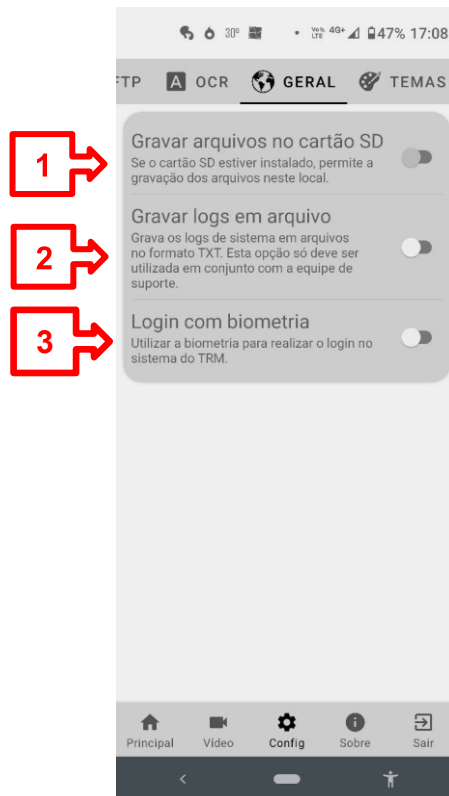 30° Vo)) LTE 4G+ 47% 17:08
FTP A OCR GERAL TEMAS
1
Gravar arquivos no cartão SD
Se o cartão SD estiver instalado, permite a
gravação dos arquivos neste local.
2
Gravar logs em arquivo
Grava os logs de sistema em arquivos
no formato TXT. Esta opção só deve ser
utilizada em conjunto com a equipe de
suporte.
3
Login com biometria
Utilizar a biometria para realizar o login no
sistema do TRM.
Principal Vídeo Config Sobre Sair